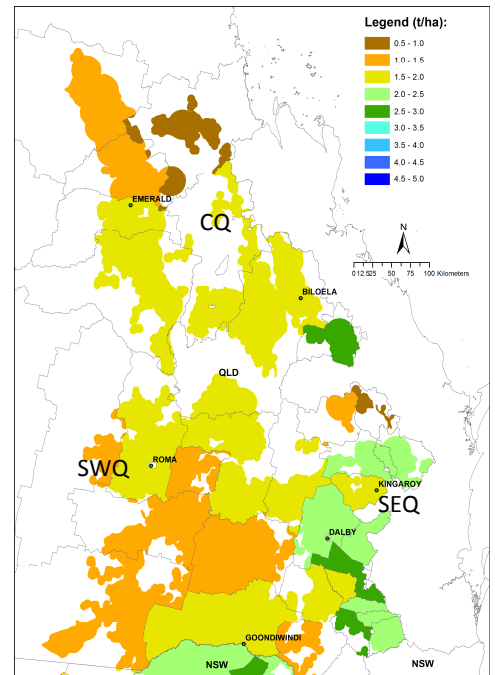 Legend (t/ha):
0.5 - 1.0
1.0 - 1.5
1.5 - 2.0
2.0 - 2.5
2.5 - 3.0
3.0 - 3.5
3.5 - 4.0
4.0 - 4.5
4.5 - 5.0
EMERALD
CQ
N
0 12.525 50 75 100 Kilometers
BILOELA
QLD
SWQ
ROMA
KINGAROY
SEQ
DALBY
GOONDIWINDI
NSW
NSW